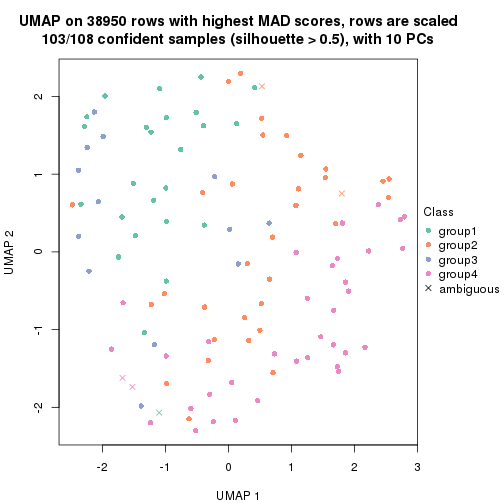 UMAP on 38950 rows with highest MAD scores, rows are scaled
103/108 confident samples (silhouette > 0.5), with 10 PCs
2
1
0
-1
-2
UMAP 2
-2
-1
0
1
2
3
UMAP 1
Class
group1
group2
group3
group4
ambiguous